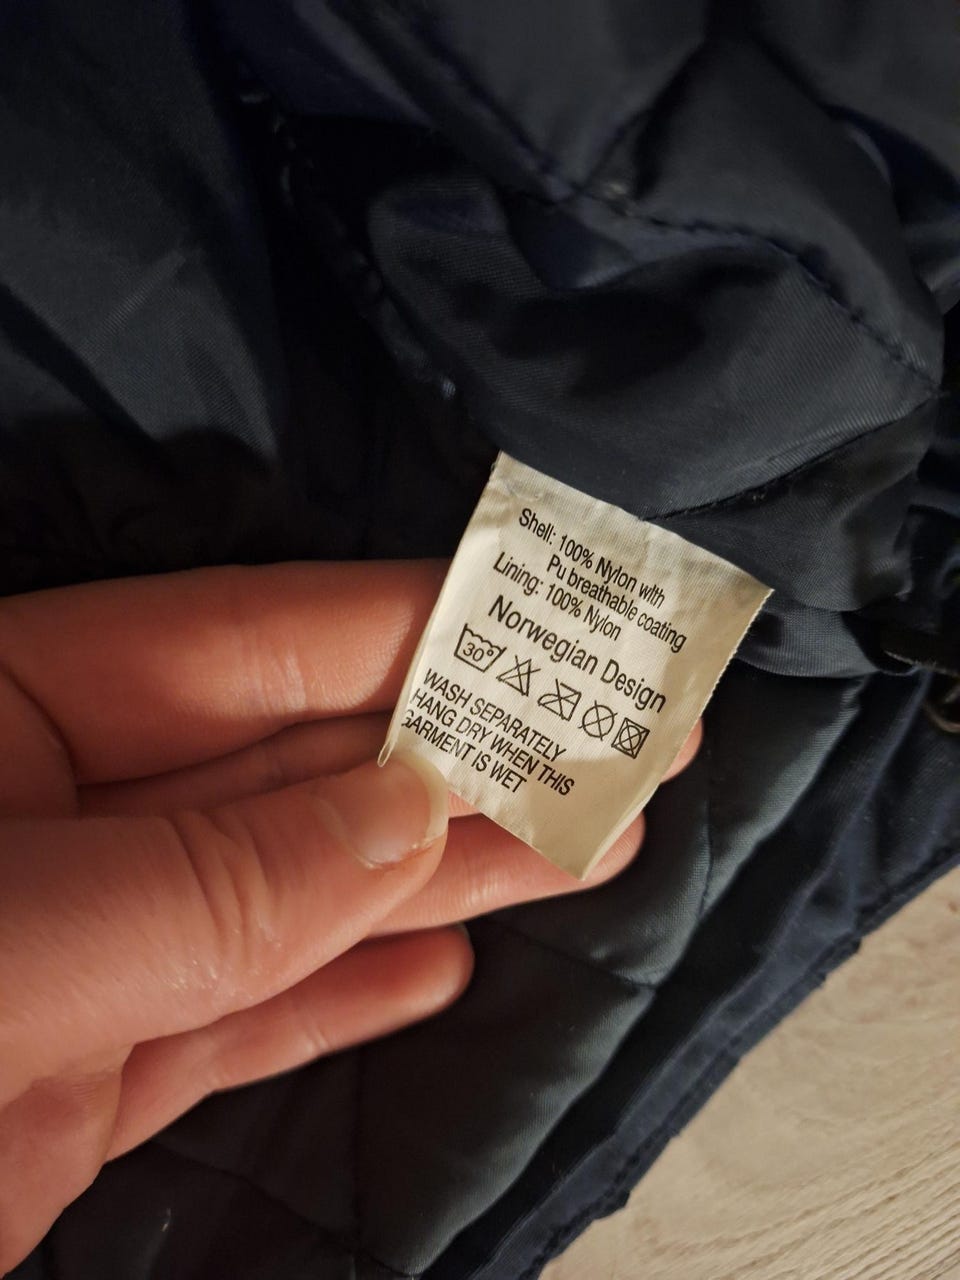 Shell: 100% Nylon with
Pu breathable coating
Lining: 100% Nylon
Norwegian Design
30°
WASH SEPARATELY
HANG DRY WHEN THIS
GARMENT IS WET